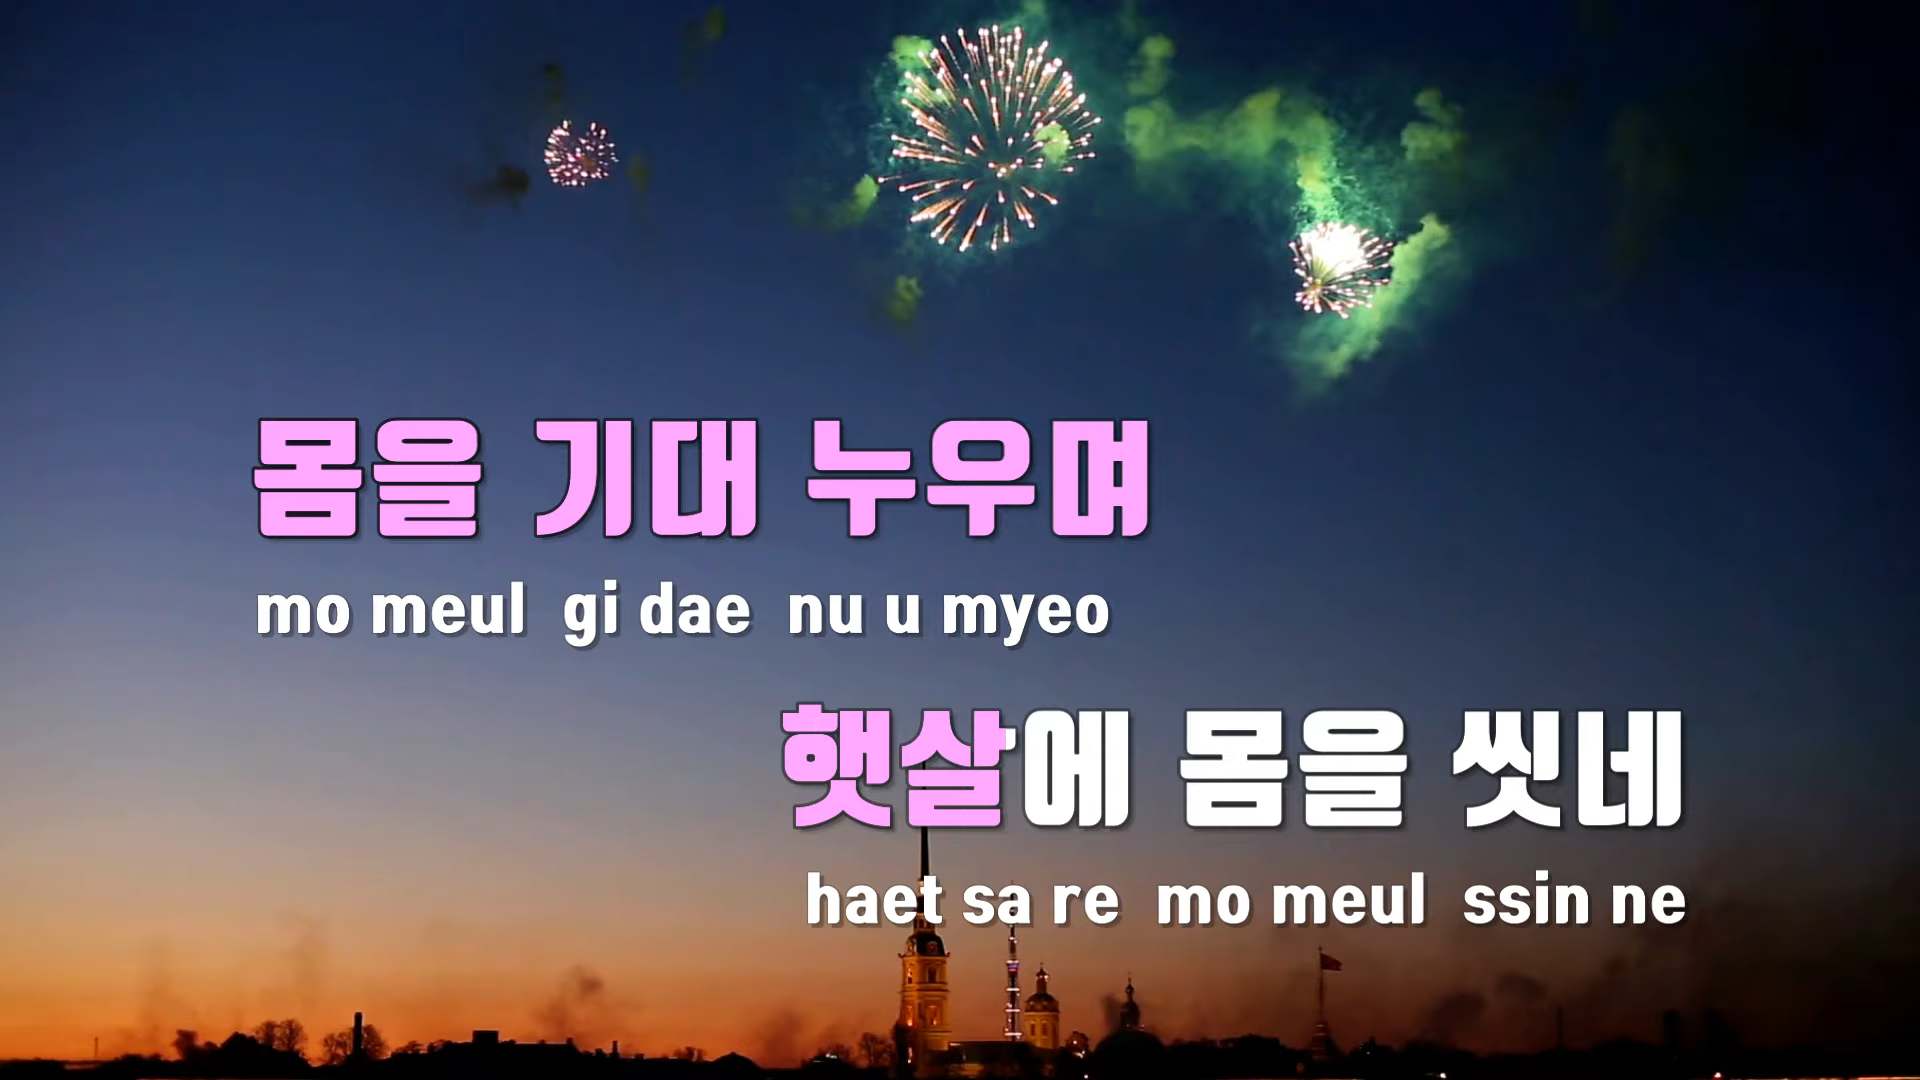 몸을 기대 누우며
mo meul gi dae nu u myeo
햇살에 몸을 씻네
haet sa re mo meul ssin ne